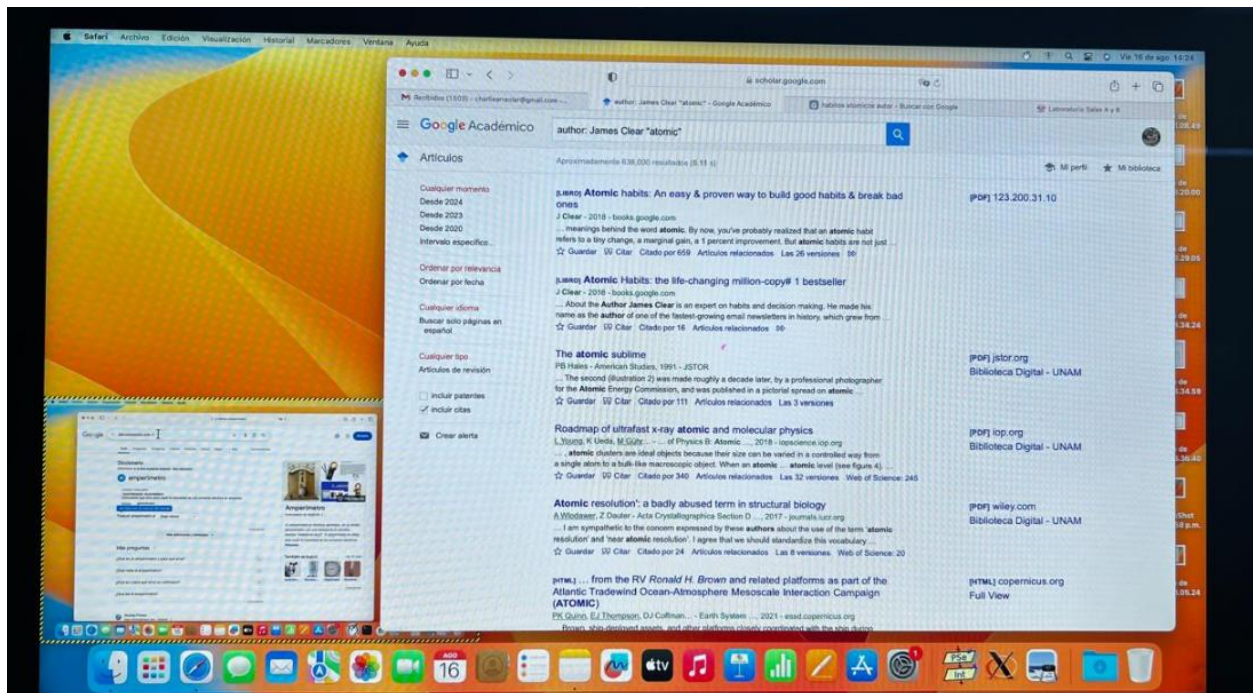 Safari Archivo Edición Visualización Historial Marcadores Ventana Ayuda
Vie 16 de ago 14:24
scholar.google.com
author: James Clear "atomic" - Google Académico
habitos atomicos autor - Buscar con Google
Google Académico
author: James Clear "atomic"
Artículos
Aproximadamente 638,000 resultados (0.11 s)
Mi perfil
Mi biblioteca
Cualquier momento
Desde 2024
Desde 2023
Desde 2020
Intervalo específico...
Ordenar por relevancia
Ordenar por fecha
Cualquier idioma
Buscar solo páginas en
español
Cualquier tipo
Artículos de revisión
incluir patentes
incluir citas
Crear alerta
[LIBRO] Atomic habits: An easy & proven way to build good habits & break bad
ones
J Clear - 2018 - books.google.com
... meanings behind the word atomic. By now, you've probably realized that an atomic habit
refers to a tiny change, a marginal gain, a 1 percent improvement. But atomic habits are not just ...
Guardar Citar Citado por 659 Artículos relacionados Las 26 versiones
[PDF] 123.200.31.10
[LIBRO] Atomic Habits: the life-changing million-copy# 1 bestseller
J Clear - 2018 - books.google.com
... About the Author James Clear is an expert on habits and decision making. He made his
name as the author of one of the fastest-growing email newsletters in history, which grew from ...
Guardar Citar Citado por 16 Artículos relacionados
The atomic sublime
PB Hales - American Studies, 1991 - JSTOR
... The second (illustration 2) was made roughly a decade later, by a professional photographer
for the Atomic Energy Commission, and was published in a pictorial spread on atomic ...
Guardar Citar Citado por 111 Artículos relacionados Las 3 versiones
[PDF] jstor.org
Biblioteca Digital - UNAM
Roadmap of ultrafast x-ray atomic and molecular physics
L Young, K Ueda, M Gühr... - ... of Physics B: Atomic ..., 2018 - iopscience.iop.org
... , atomic clusters are ideal objects because their size can be varied in a controlled way from
a single atom to a bulk-like macroscopic object. When an atomic ... atomic level (see figure 4). ...
Guardar Citar Citado por 340 Artículos relacionados Las 32 versiones Web of Science: 245
[PDF] iop.org
Biblioteca Digital - UNAM
Atomic resolution': a badly abused term in structural biology
A Wlodawer, Z Dauter - Acta Crystallographica Section D ..., 2017 - journals.iucr.org
... I am sympathetic to the concern expressed by these authors about the use of the term 'atomic
resolution' and 'near atomic resolution'. I agree that we should standardize this vocabulary ...
Guardar Citar Citado por 24 Artículos relacionados Las 8 versiones Web of Science: 20
[PDF] wiley.com
Biblioteca Digital - UNAM
[HTML] ... from the RV Ronald H. Brown and related platforms as part of the
Atlantic Tradewind Ocean-Atmosphere Mesoscale Interaction Campaign
(ATOMIC)
PK Quinn, EJ Thompson, DJ Coffman... - Earth System ..., 2021 - essd.copernicus.org
... Brown, ship-deployed assets, and other platforms closely coordinated with the ship during
[HTML] copernicus.org
Full View
Google
Diccionario
amperímetro
Amperímetro
Más preguntas
AGO
16
tv
PSe
Int